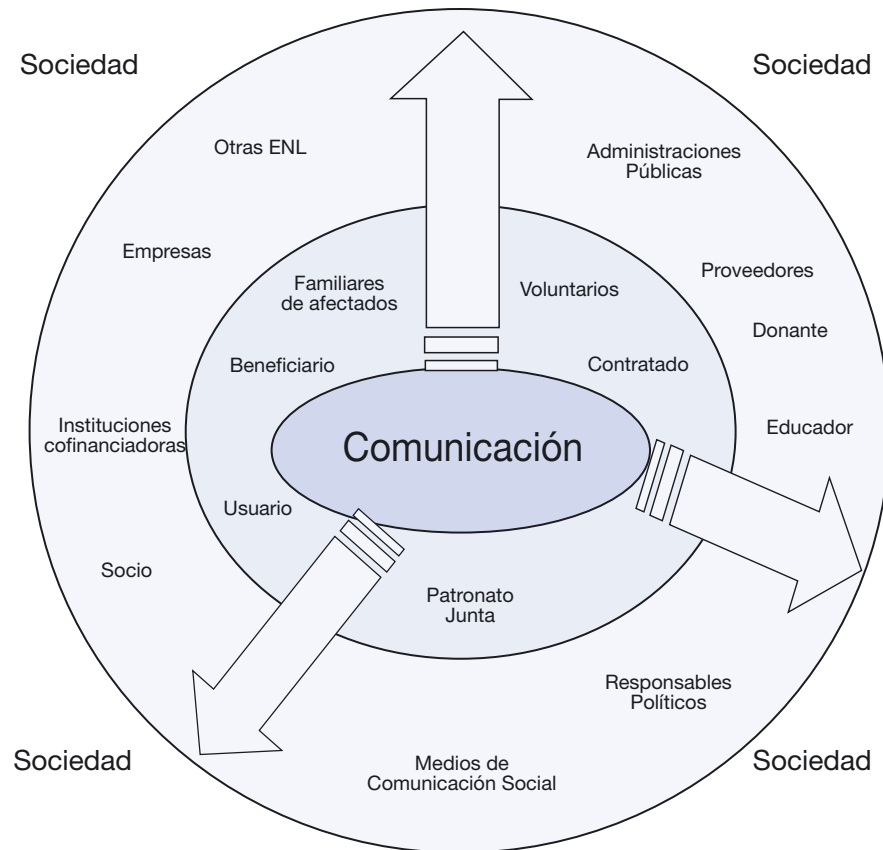 Sociedad
Sociedad
Otras ENL
Administraciones
Públicas
Empresas
Proveedores
Familiares
de afectados
Voluntarios
Donante
Beneficiario
Contratado
Instituciones
cofinanciadoras
Comunicación
Educador
Usuario
Socio
Patronato
Junta
Responsables
Políticos
Sociedad
Medios de
Comunicación Social
Sociedad